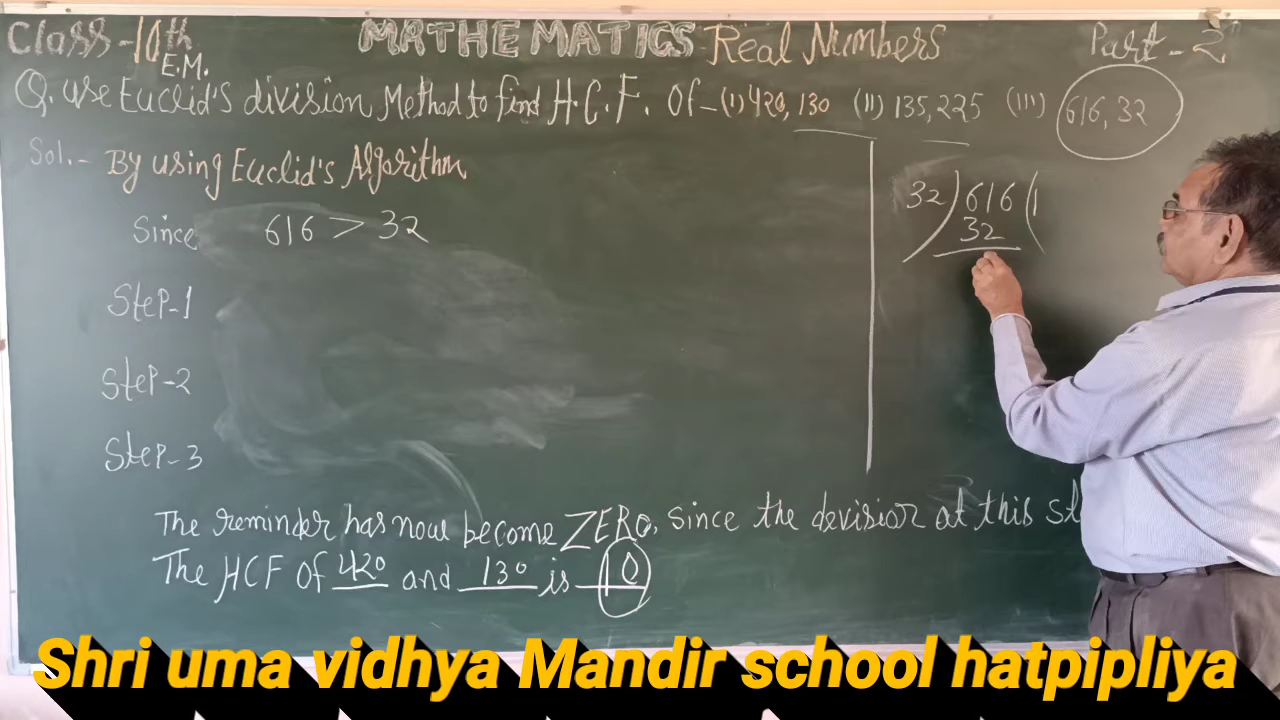 Class-10th E.M. MATHEMATICS Real Numbers Part-2
Q. use Euclid's division Method to find H.C.F. Of-(I) 420, 130 (II) 135, 225 (III) 616, 32
Sol.- By using Euclid's Algorithm
Since 616 > 32
32)616(1
32
SteP-1
SteP-2
SteP-3
The reminder has now become ZERO, since the devisior at this st
The HCF Of 420 and 130 is 10
Shri uma vidhya Mandir school hatpipliya